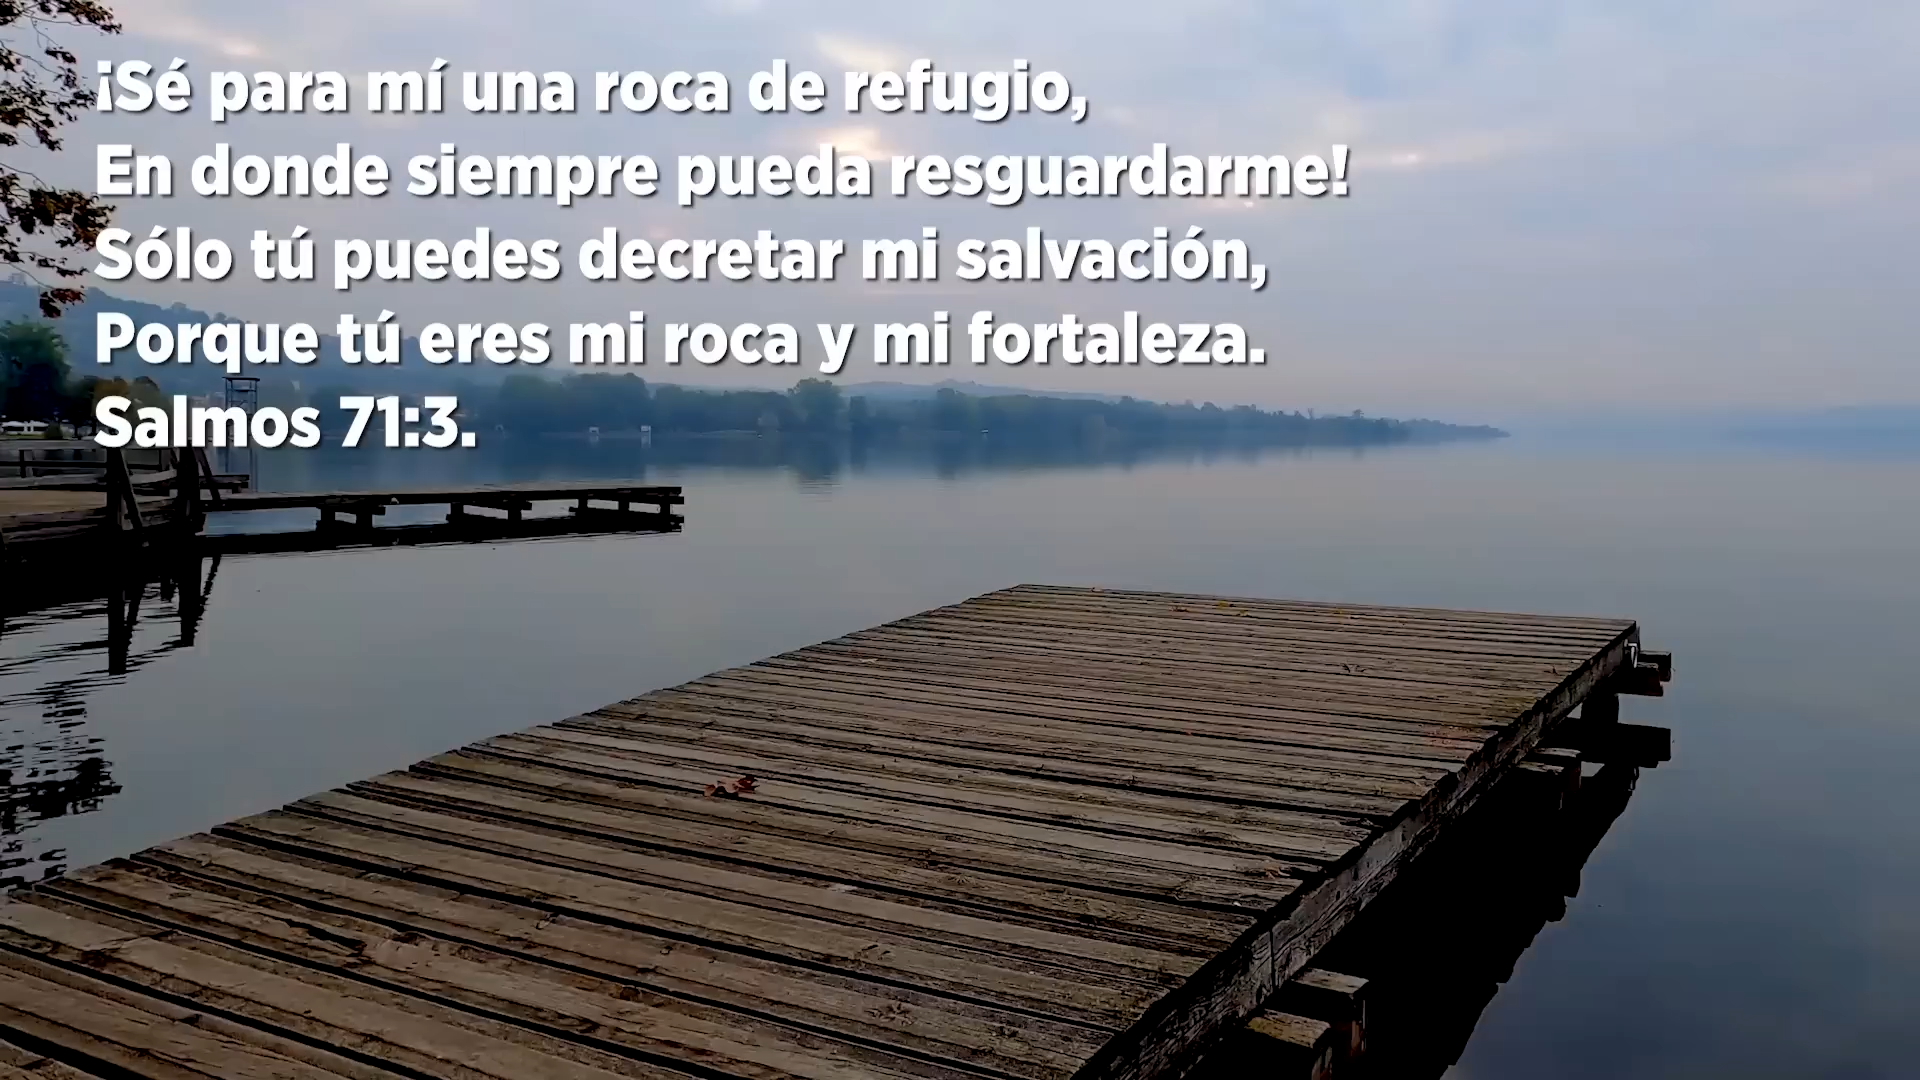 ¡Sé para mí una roca de refugio,
En donde siempre pueda resguardarme!
Sólo tú puedes decretar mi salvación,
Porque tú eres mi roca y mi fortaleza.
Salmos 71:3.